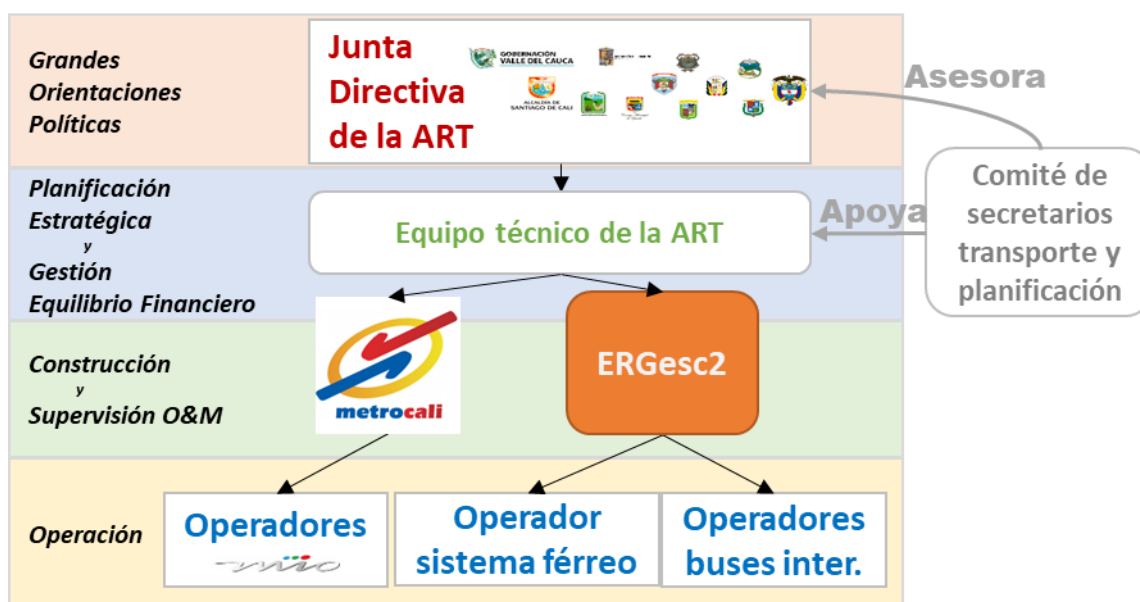 Grandes
Orientaciones
Políticas
Junta
Directiva
de la ART
GOBERNACIÓN
VALLE DEL CAUCA
ALCALDÍA DE
SANTIAGO DE CALI
Asesora
Planificación
Estratégica
y
Gestión
Equilibrio Financiero
Equipo técnico de la ART
Apoya
Comité de
secretarios
transporte y
planificación
Construcción
y
Supervisión O&M
metrocali
ERGesc2
Operación
Operadores
mio
Operador
sistema férreo
Operadores
buses inter.